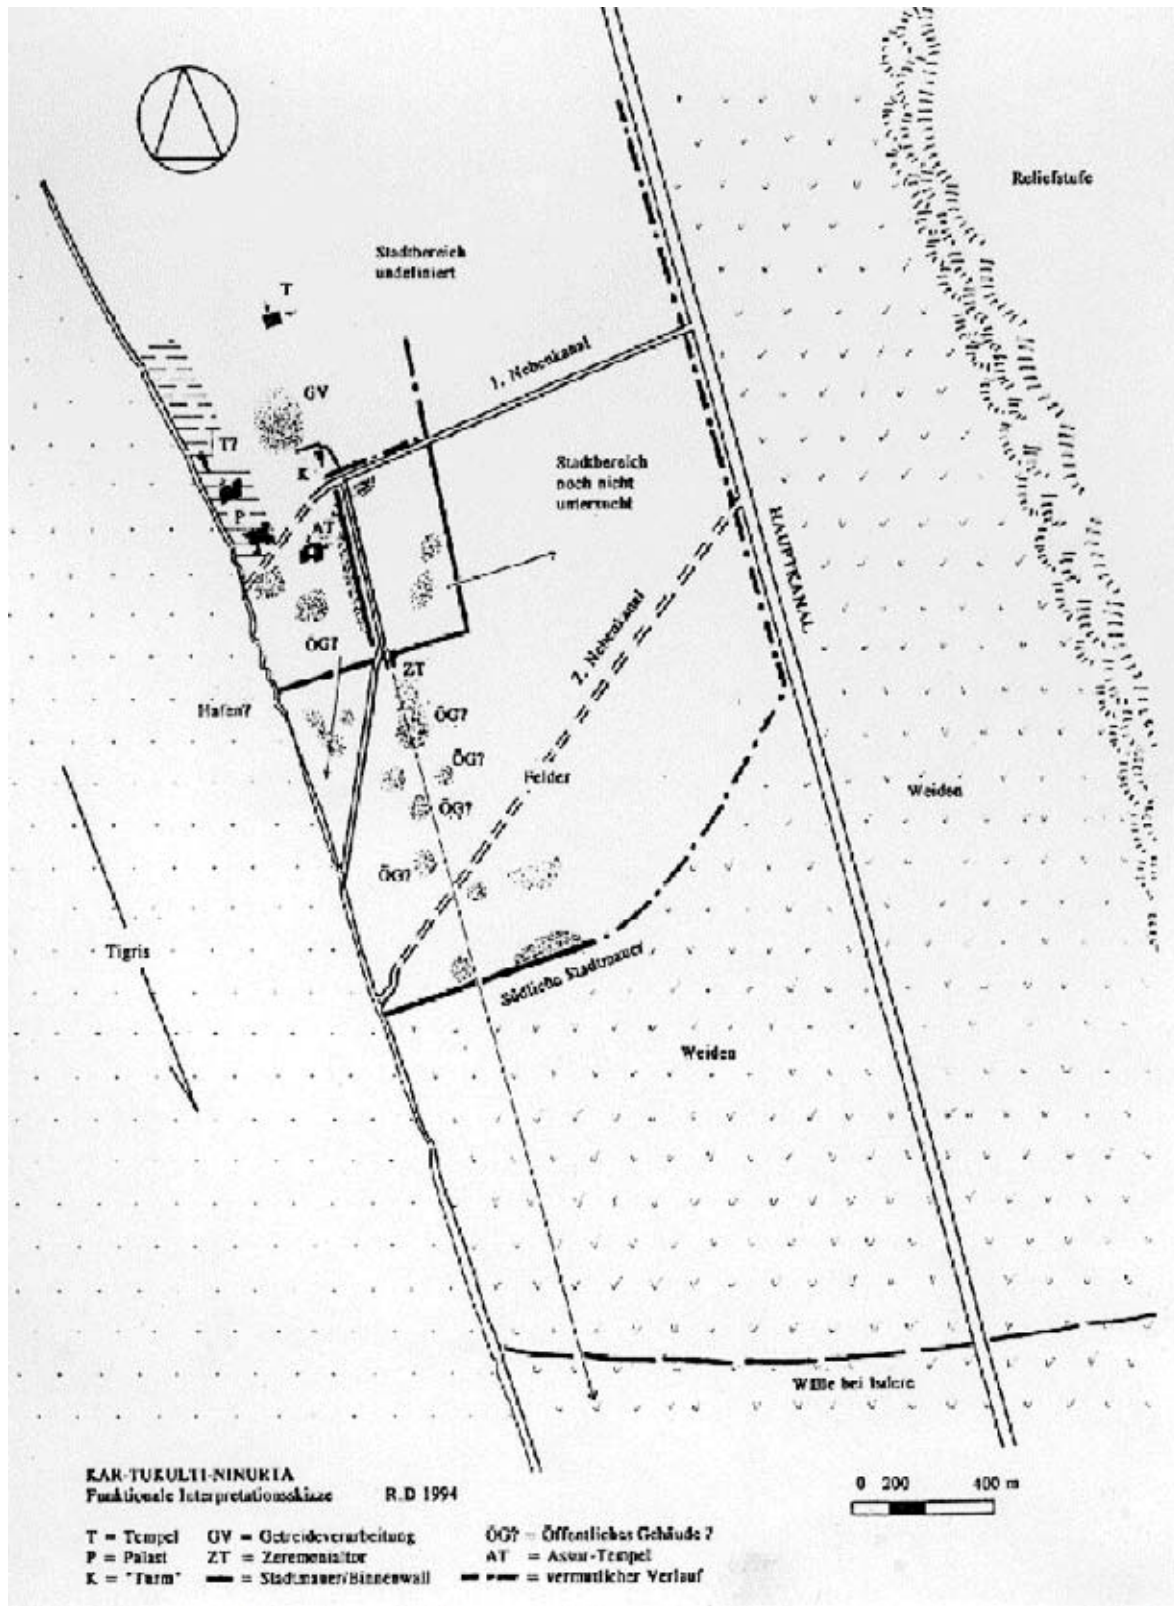 Reliefstufe
Stadtbereich
undefiniert
T
1. Nebenkanal
GV
T?
Stadtbereich
noch nicht
untersucht
K
P
AT
HAUPTKANAL
2. Nebenkanal
ÖG?
ZT
Hafen?
ÖG?
ÖG?
Felder
Weiden
ÖG?
ÖG?
Tigris
Südliche Stadtmauer
Weiden
Wälle bei
KAR-TUKULTI-NINURTA
Funktionale Interpretationsskizze R.D 1994
0 200 400 m
T = Tempel GV = Getreideverarbeitung ÖG? = Öffentliches Gebäude ?
P = Palast ZT = Zeremonialtor AT = Assur-Tempel
K = "Turm" = Stadtmauer/Binnenwall = vermutlicher Verlauf